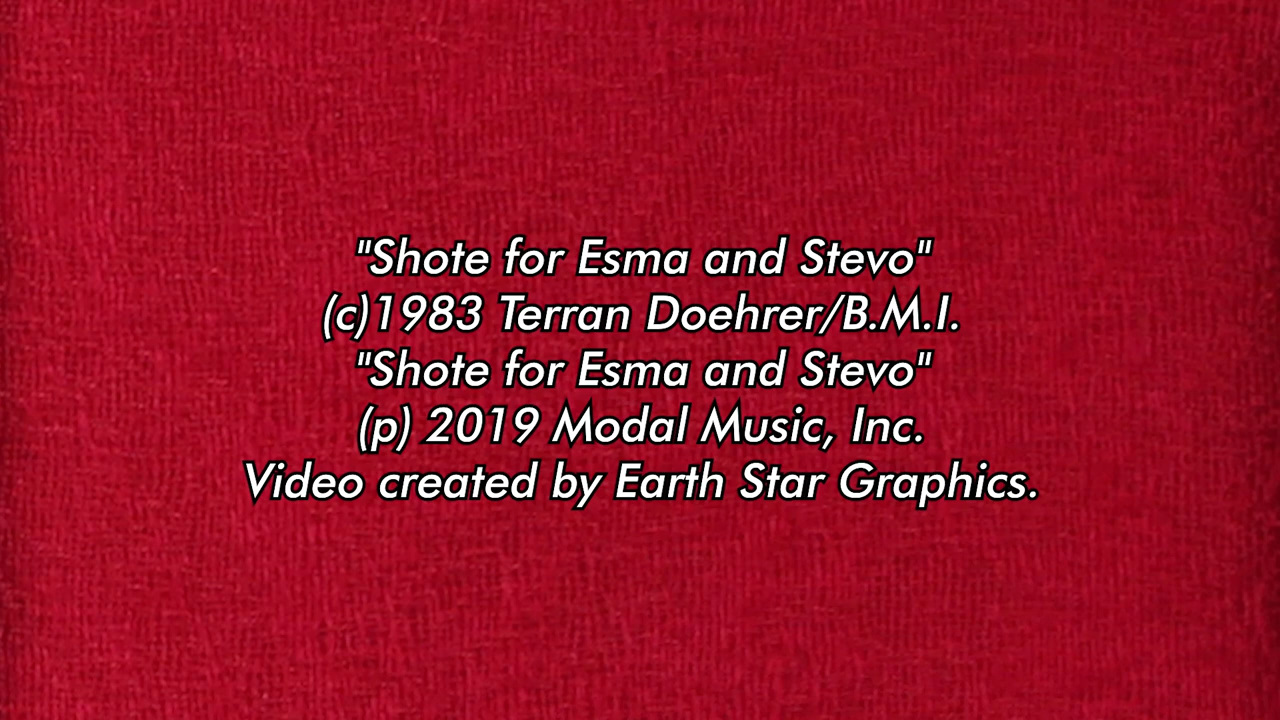 "Shote for Esma and Stevo"
(c)1983 Terran Doehrer/B.M.I.
"Shote for Esma and Stevo"
(p) 2019 Modal Music, Inc.
Video created by Earth Star Graphics.